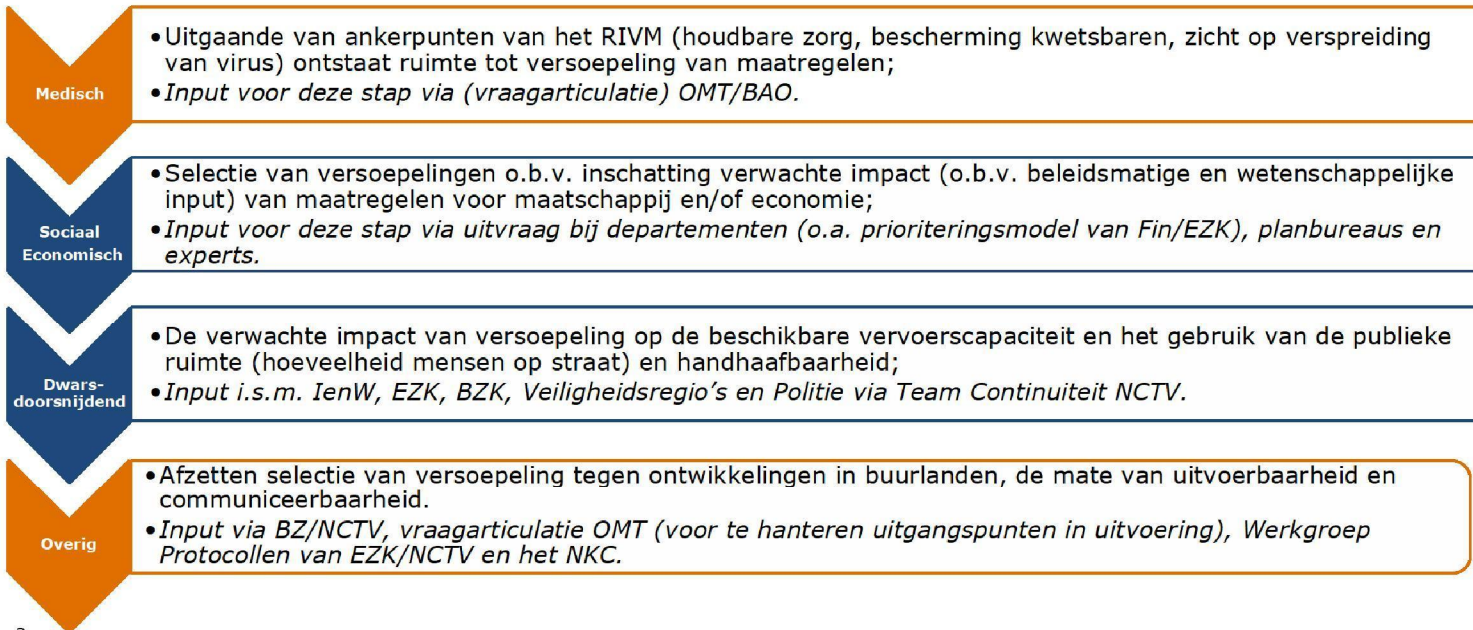 Medisch
•Uitgaande van ankerpunten van het RIVM (houdbare zorg, bescherming kwetsbaren, zicht op verspreiding
van virus) ontstaat ruimte tot versoepeling van maatregelen;
•Input voor deze stap via (vraagarticulatie) OMT/BAO.
Sociaal
Economisch
•Selectie van versoepelingen o.b.v. inschatting verwachte impact (o.b.v. beleidsmatige en wetenschappelijke
input) van maatregelen voor maatschappij en/of economie;
•Input voor deze stap via uitvraag bij departementen (o.a. prioriteringsmodel van Fin/EZK), planbureaus en
experts.
Dwars-
doorsnijdend
•De verwachte impact van versoepeling op de beschikbare vervoerscapaciteit en het gebruik van de publieke
ruimte (hoeveelheid mensen op straat) en handhaafbaarheid;
•Input i.s.m. IenW, EZK, BZK, Veiligheidsregio's en Politie via Team Continuiteit NCTV.
Overig
•Afzetten selectie van versoepeling tegen ontwikkelingen in buurlanden, de mate van uitvoerbaarheid en
communiceerbaarheid.
•Input via BZ/NCTV, vraagarticulatie OMT (voor te hanteren uitgangspunten in uitvoering), Werkgroep
Protocollen van EZK/NCTV en het NKC.